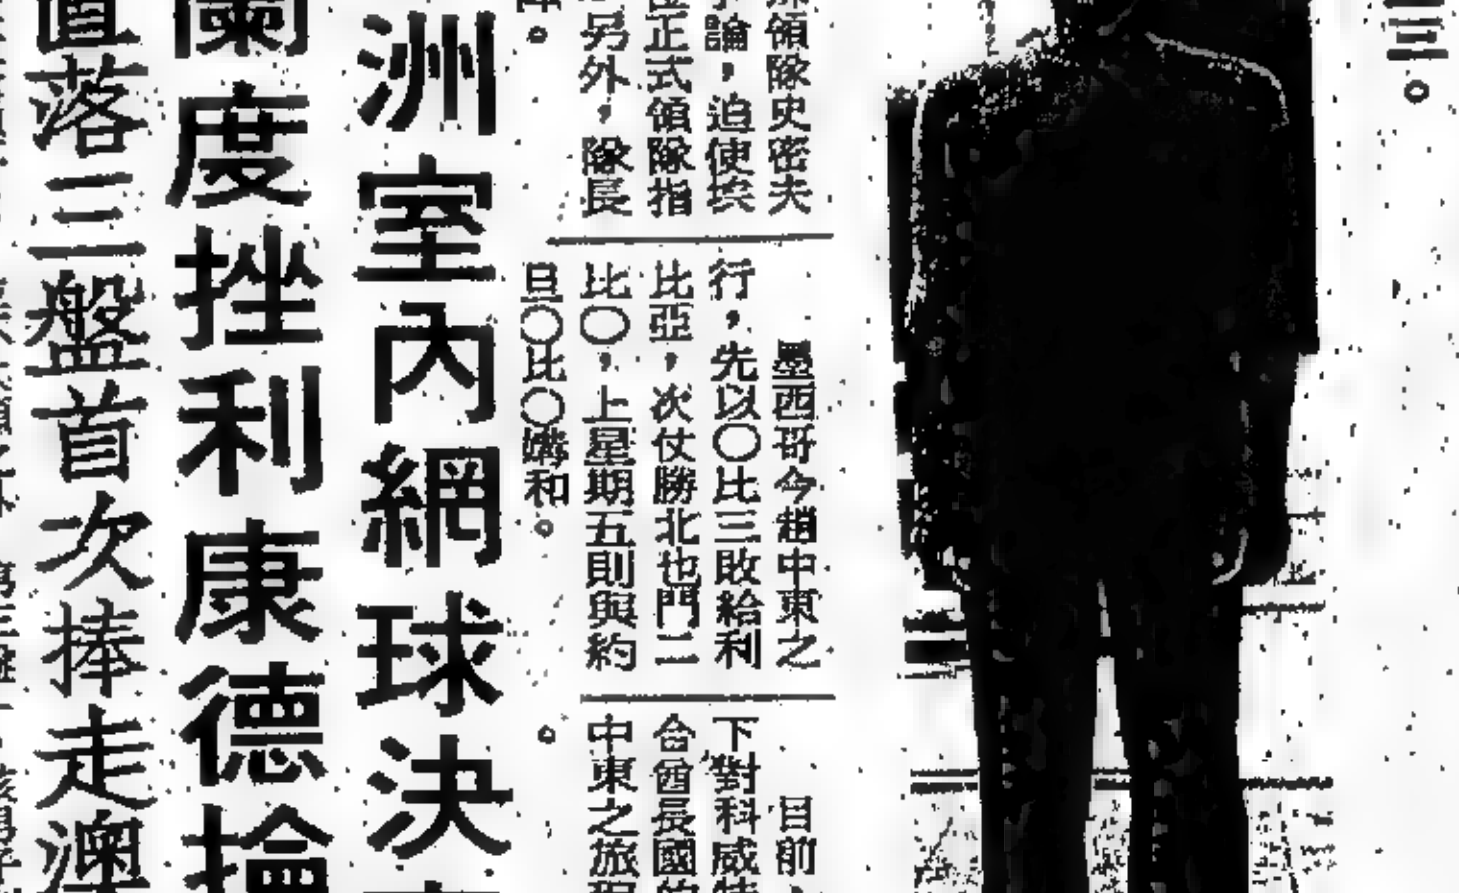 三。
領隊史密夫
論，迫使埃
正式領隊指
另外，隊長
。
墨西哥今趟中東之
行，先以〇比三敗給利
比亞，次仗勝北也門二
比〇，上星期五則與約
旦〇比〇媾和。
目前
下對科威特
合酋長國的
中東之旅
。
洲室內網球決
蘭度挫利康德掄
直落三盤首次捧走澳